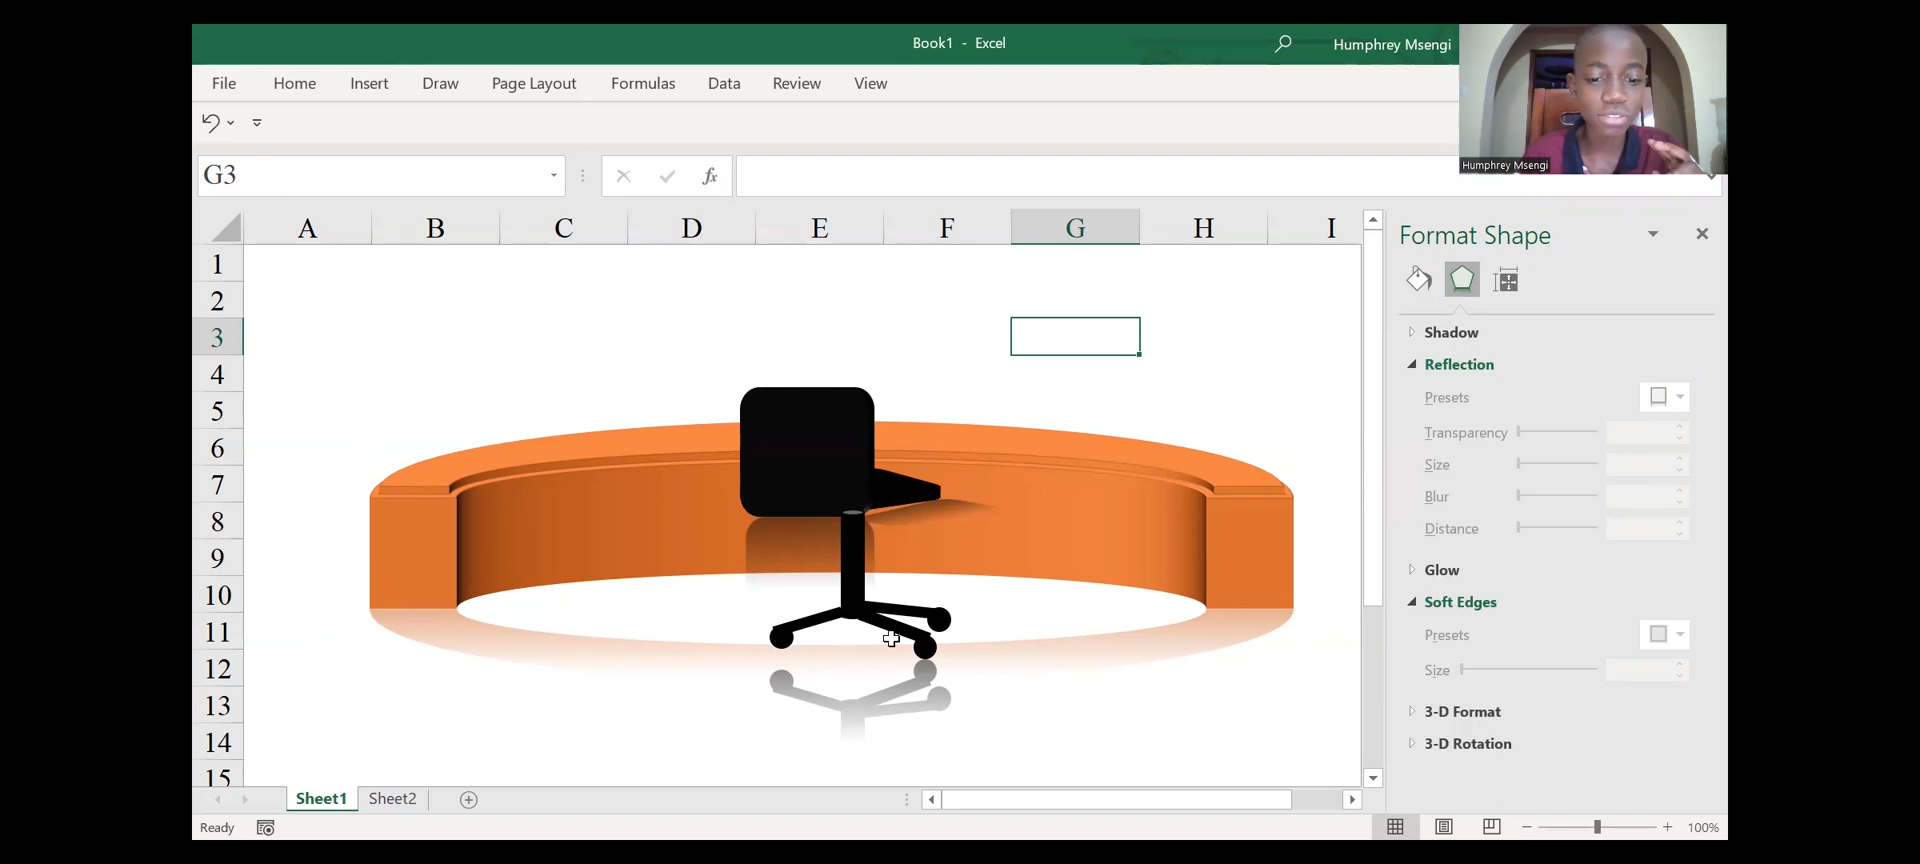 Book1 - Excel
Humphrey Msengi
File Home Insert Draw Page Layout Formulas Data Review View
Humphrey Msengi
G3
fx
A B C D E F G H I
1
2
3
4
5
6
7
8
9
10
11
12
13
14
15
Format Shape
Shadow
Reflection
Presets
Transparency
Size
Blur
Distance
Glow
Soft Edges
Presets
Size
3-D Format
3-D Rotation
Sheet1 Sheet2
Ready
100%